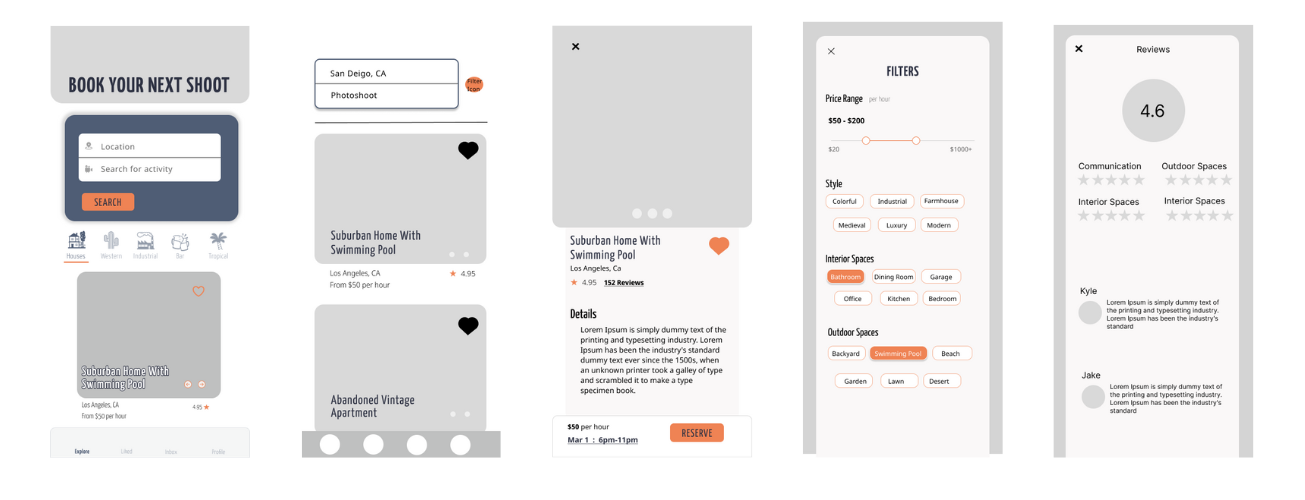 BOOK YOUR NEXT SHOOT
Location
Search for activity
SEARCH
Houses
Western
Industrial
Bar
Tropical
Suburban Home With
Swimming Pool
Los Angeles, CA
4.95
From $50 per hour
Explore
Liked
Inbox
Profile
San Deigo, CA
Photoshoot
Filter
Icon
Suburban Home With
Swimming Pool
Los Angeles, CA
4.95
From $50 per hour
Abandoned Vintage
Apartment
Suburban Home With
Swimming Pool
Los Angeles, Ca
4.95 152 Reviews
Details
Lorem Ipsum is simply dummy text of the
printing and typesetting industry. Lorem
Ipsum has been the industry's standard
dummy text ever since the 1500s, when
an unknown printer took a galley of type
and scrambled it to make a type
specimen book.
$50 per hour
Mar 1 : 6pm-11pm
RESERVE
FILTERS
Price Range per hour
$50 - $200
$20
$1000+
Style
Colorful
Industrial
Farmhouse
Medieval
Luxury
Modern
Interior Spaces
Bathroom
Dining Room
Garage
Office
Kitchen
Bedroom
Outdoor Spaces
Backyard
Swimming Pool
Beach
Garden
Lawn
Desert
Reviews
4.6
Communication
Outdoor Spaces
Interior Spaces
Interior Spaces
Kyle
Lorem Ipsum is simply dummy text of
the printing and typesetting industry.
Lorem Ipsum has been the industry's
standard
Jake
Lorem Ipsum is simply dummy text of
the printing and typesetting industry.
Lorem Ipsum has been the industry's
standard